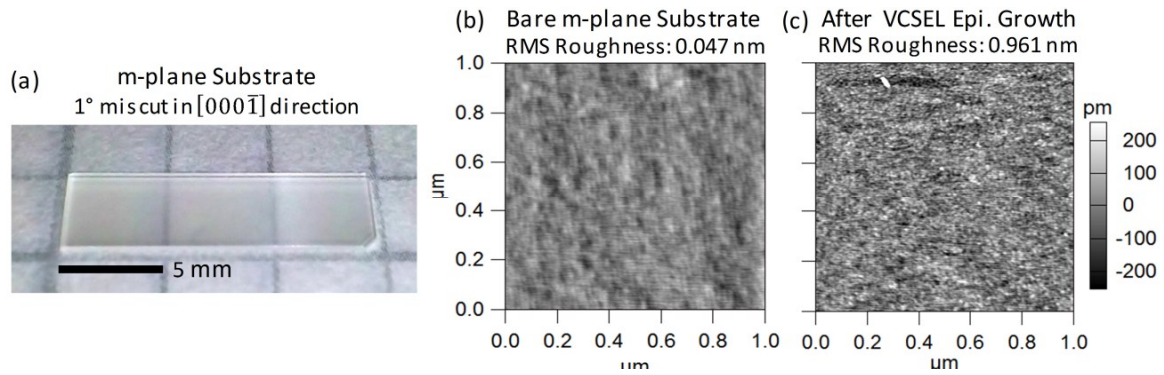 (a)
m-plane Substrate
1° miscut in [0001̄] direction
5 mm
(b) Bare m-plane Substrate
RMS Roughness: 0.047 nm
1.0
0.8
0.6
0.4
0.2
0.0
µm
0.0 0.2 0.4 0.6 0.8 1.0
µm
(c) After VCSEL Epi. Growth
RMS Roughness: 0.961 nm
0.0 0.2 0.4 0.6 0.8 1.0
µm
pm
200
100
0
-100
-200